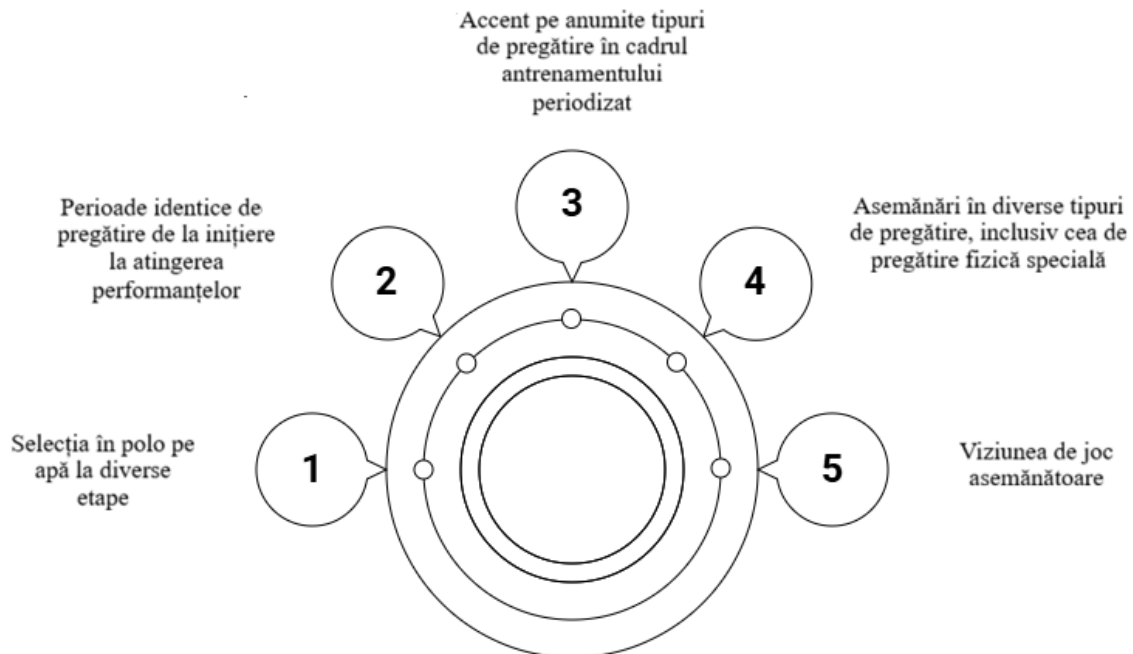 Accent pe anumite tipuri
de pregătire în cadrul
antrenamentului
periodizat
3
Perioade identice de
pregătire de la inițiere
la atingerea
performanțelor
2
4
Asemănări în diverse tipuri
de pregătire, inclusiv cea de
pregătire fizică specială
Selecția în polo pe
apă la diverse
etape
1
5
Viziunea de joc
asemănătoare